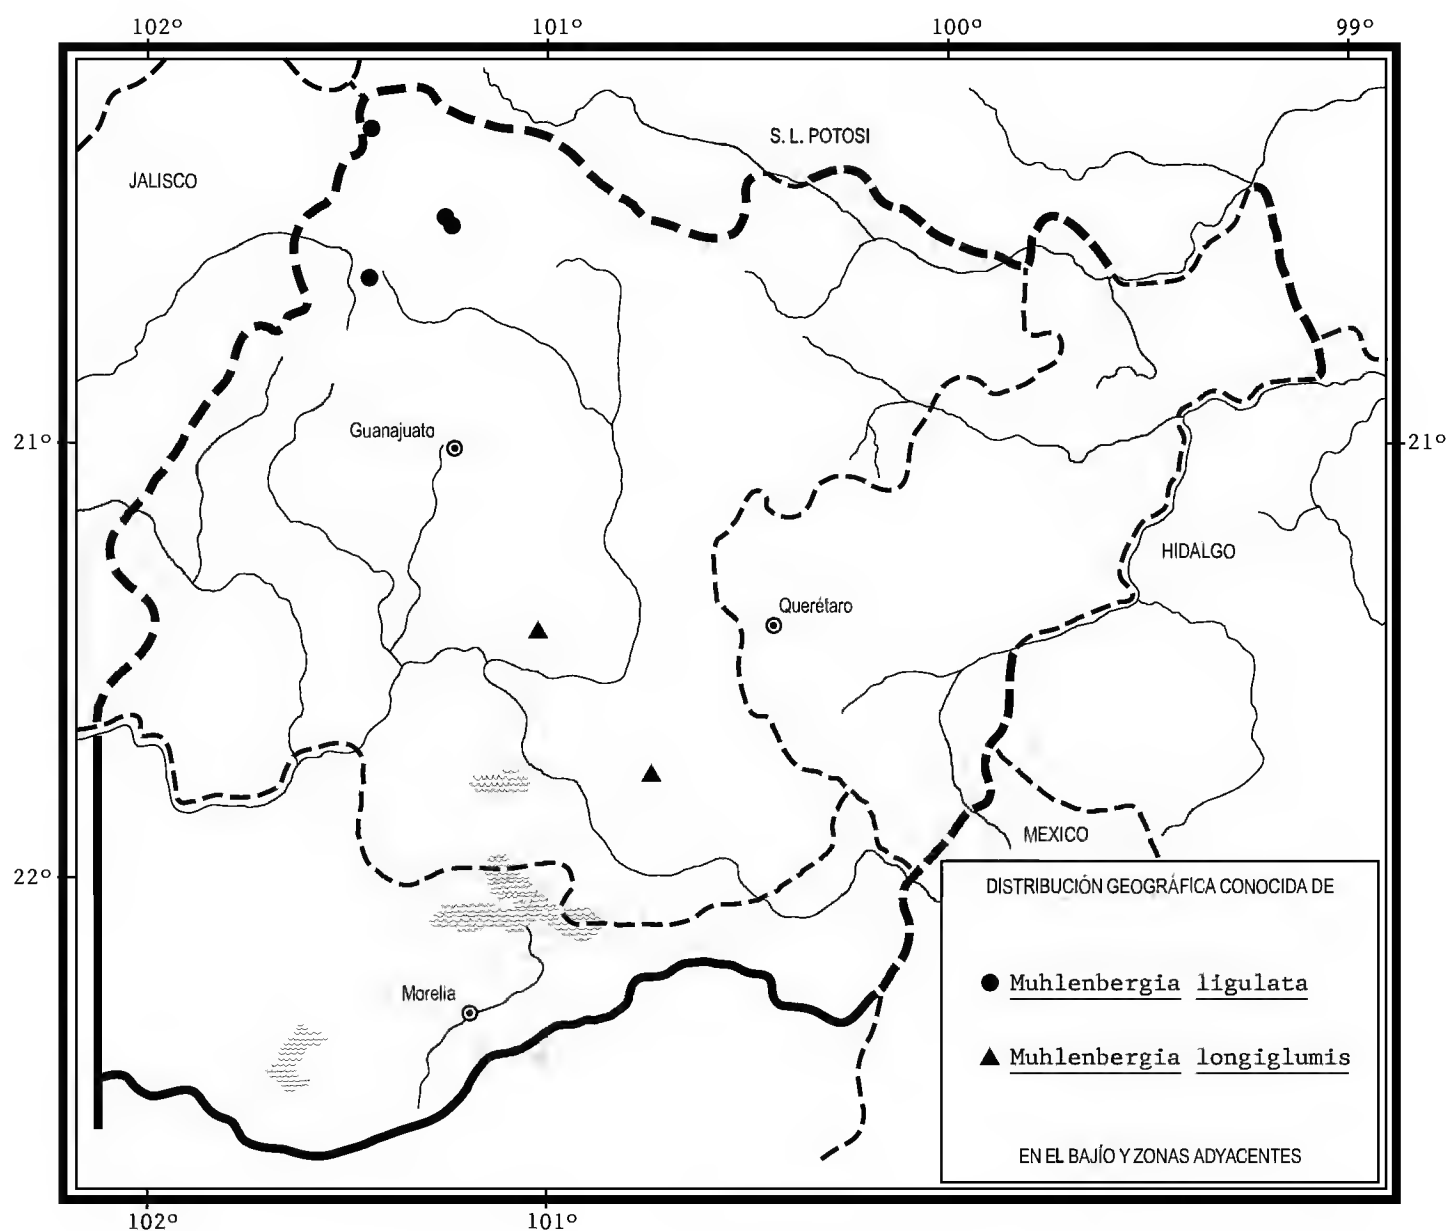 102° 101° 100° 99°
S. L. POTOSI
JALISCO
Guanajuato
21° 21°
HIDALGO
Querétaro
MEXICO
22°
DISTRIBUCIÓN GEOGRÁFICA CONOCIDA DE
Muhlenbergia ligulata
Morelia
Muhlenbergia longiglumis
EN EL BAJÍO Y ZONAS ADYACENTES
102° 101°